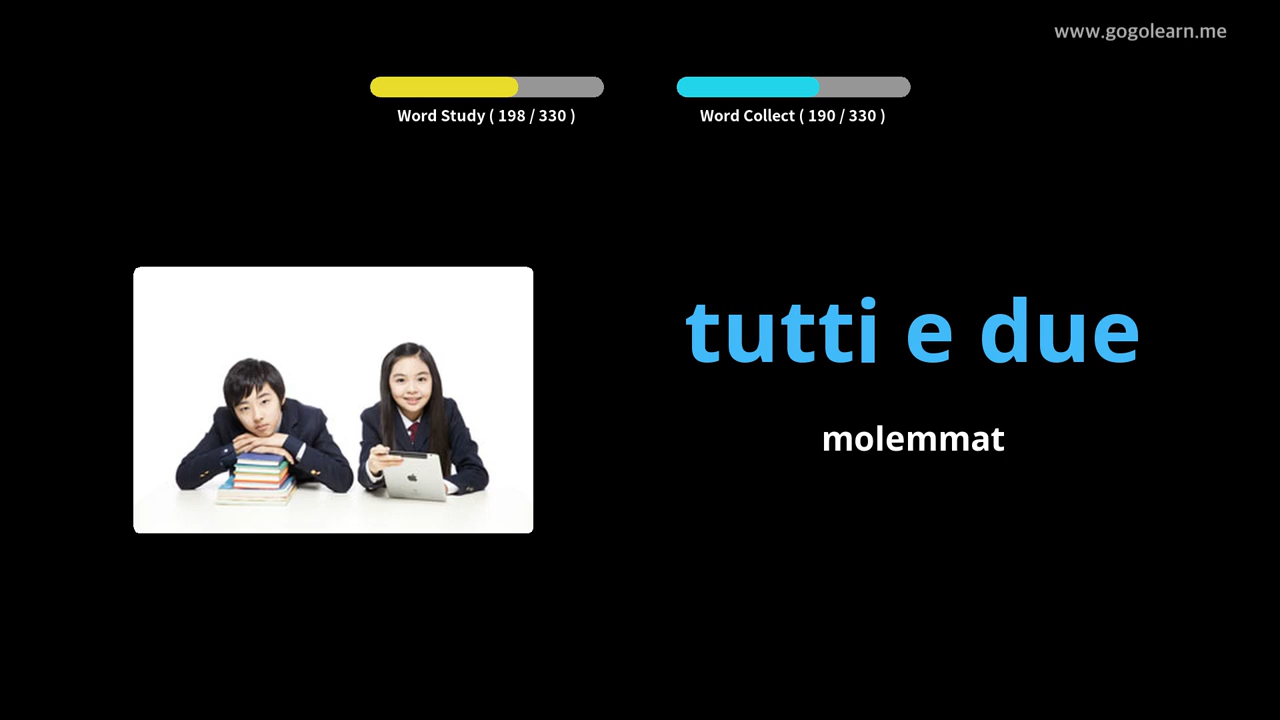 www.gogolearn.me
Word Study ( 198 / 330 )
Word Collect ( 190 / 330 )
tutti e due
molemmat